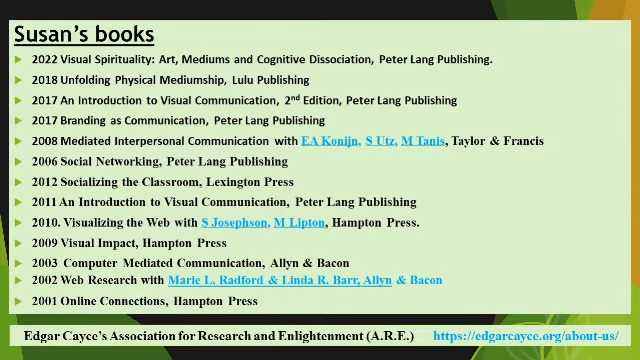 Susan's books
2022 Visual Spirituality: Art, Mediums and Cognitive Dissociation, Peter Lang Publishing.
2018 Unfolding Physical Mediumship, Lulu Publishing
2017 An Introduction to Visual Communication, 2nd Edition, Peter Lang Publishing
2017 Branding as Communication, Peter Lang Publishing
2008 Mediated Interpersonal Communication with EA Konijn, S Utz, M Tanis, Taylor & Francis
2006 Social Networking, Peter Lang Publishing
2012 Socializing the Classroom, Lexington Press
2011 An Introduction to Visual Communication, Peter Lang Publishing
2010. Visualizing the Web with S Josephson, M Lipton, Hampton Press.
2009 Visual Impact, Hampton Press
2003 Computer Mediated Communication, Allyn & Bacon
2002 Web Research with Marie L. Radford & Linda R. Barr, Allyn & Bacon
2001 Online Connections, Hampton Press
Edgar Cayce's Association for Research and Enlightenment (A.R.E.) https://edgarcayce.org/about-us/